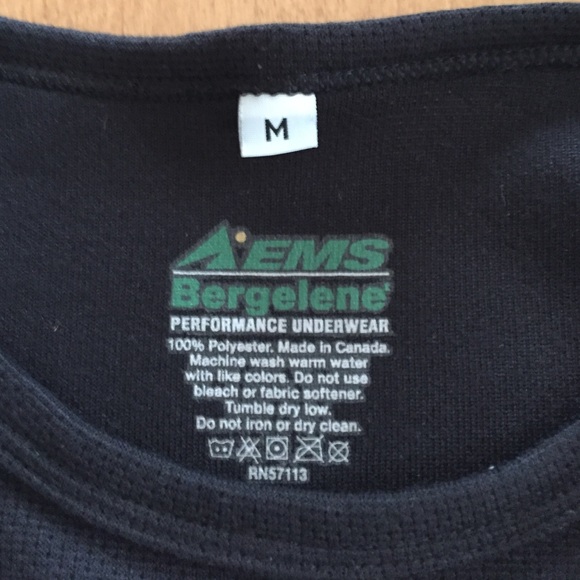 M
EMS
Bergelene®
PERFORMANCE UNDERWEAR
100% Polyester. Made in Canada.
Machine wash warm water
with like colors. Do not use
bleach or fabric softener.
Tumble dry low.
Do not iron or dry clean.
RN57113